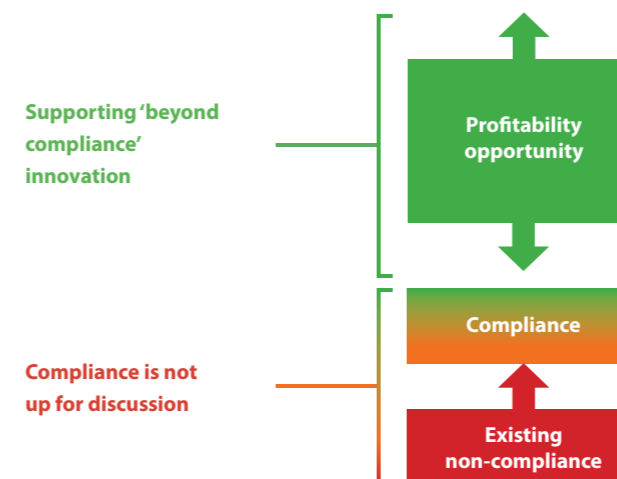 Supporting ‘beyond
compliance’
innovation
Profitability
opportunity
Compliance
Compliance is not
up for discussion
Existing
non-compliance